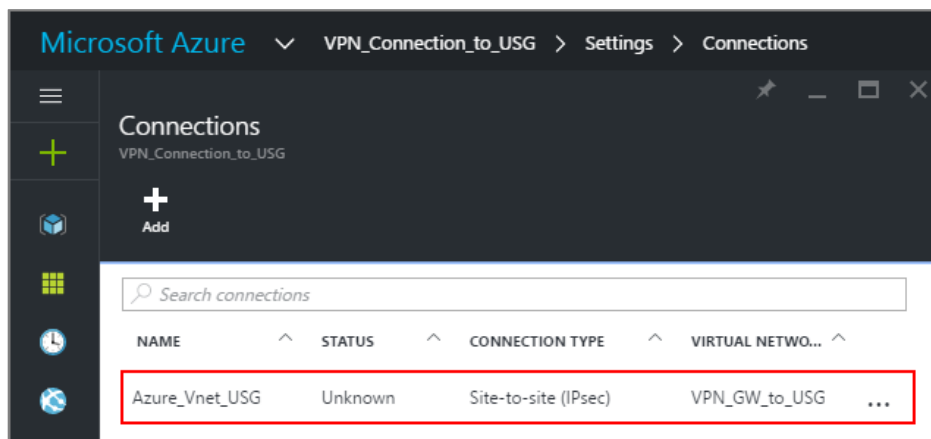 Microsoft Azure VPN_Connection_to_USG > Settings > Connections
Connections
VPN_Connection_to_USG
Add
Search connections
NAME STATUS CONNECTION TYPE VIRTUAL NETWO...
Azure_Vnet_USG Unknown Site-to-site (IPsec) VPN_GW_to_USG ...